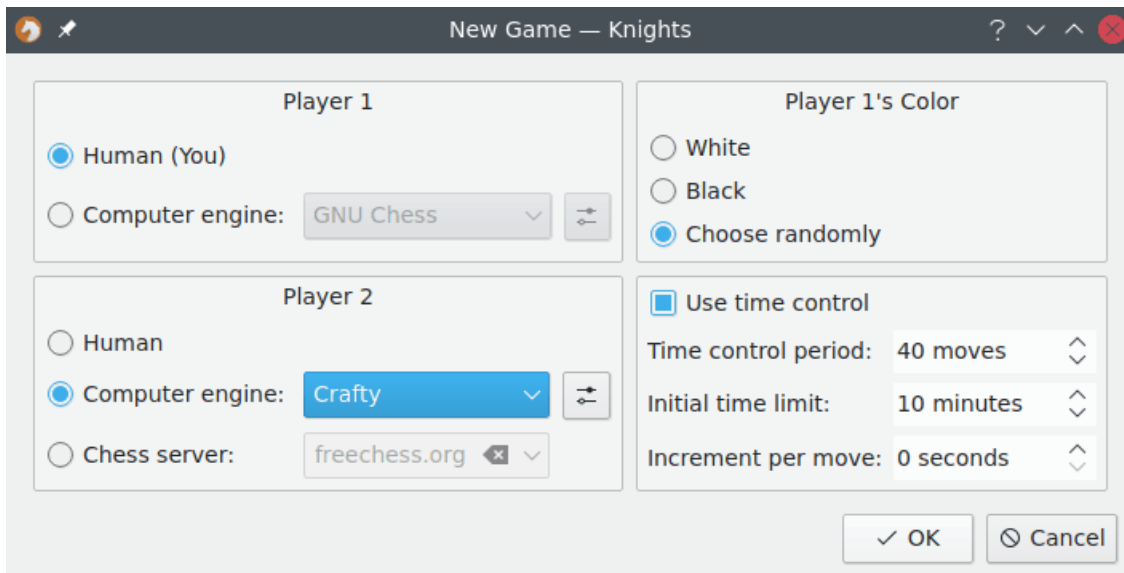 New Game — Knights
Player 1
Human (You)
Computer engine: GNU Chess
Player 2
Human
Computer engine: Crafty
Chess server: freechess.org
Player 1's Color
White
Black
Choose randomly
Use time control
Time control period: 40 moves
Initial time limit: 10 minutes
Increment per move: 0 seconds
OK
Cancel